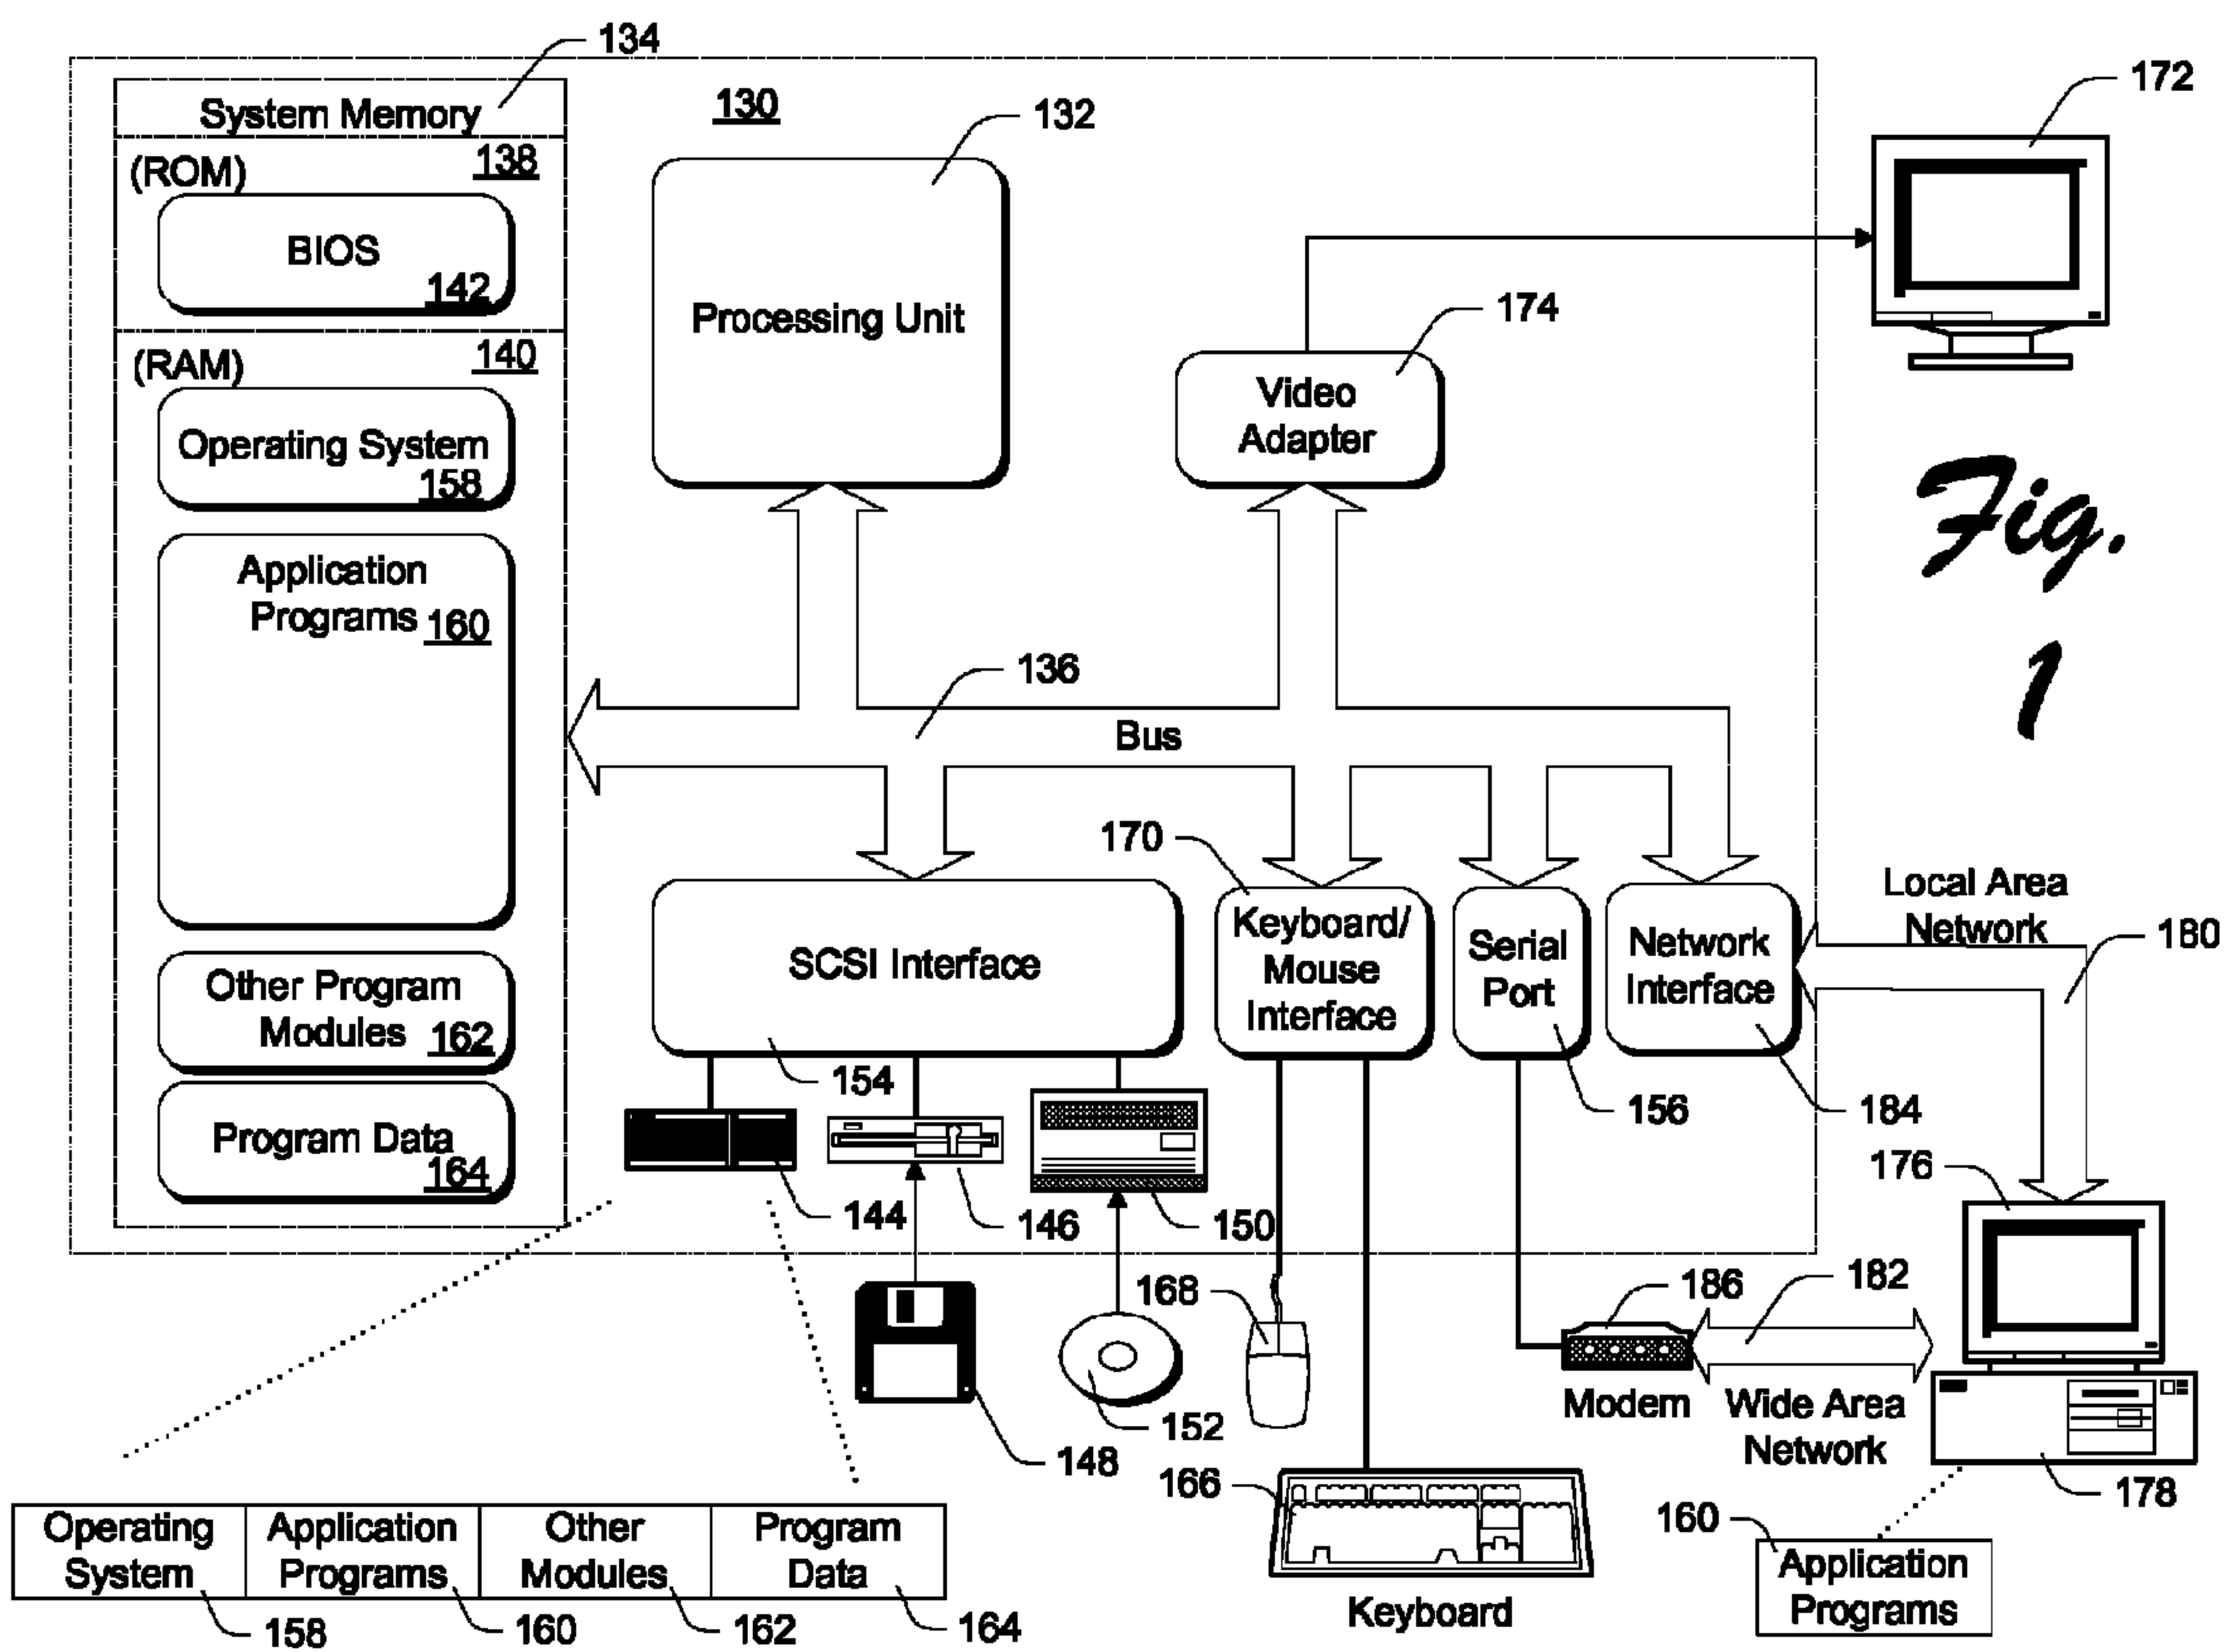 134
System Memory
(ROM)
138
BIOS
142
(RAM)
140
Operating System
158
Application
Programs 160
Other Program
Modules 162
Program Data
164
130
132
Processing Unit
174
Video
Adapter
172
Fig.
1
136
Bus
SCSI Interface
154
170
Keyboard/
Mouse
Interface
Serial
Port
156
Network
Interface
184
Local Area
Network
180
144
146
150
148
152
168
166
Keyboard
186
Modem
182
Wide Area
Network
176
178
160
Application
Programs
Operating
System
158
Application
Programs
160
Other
Modules
162
Program
Data
164